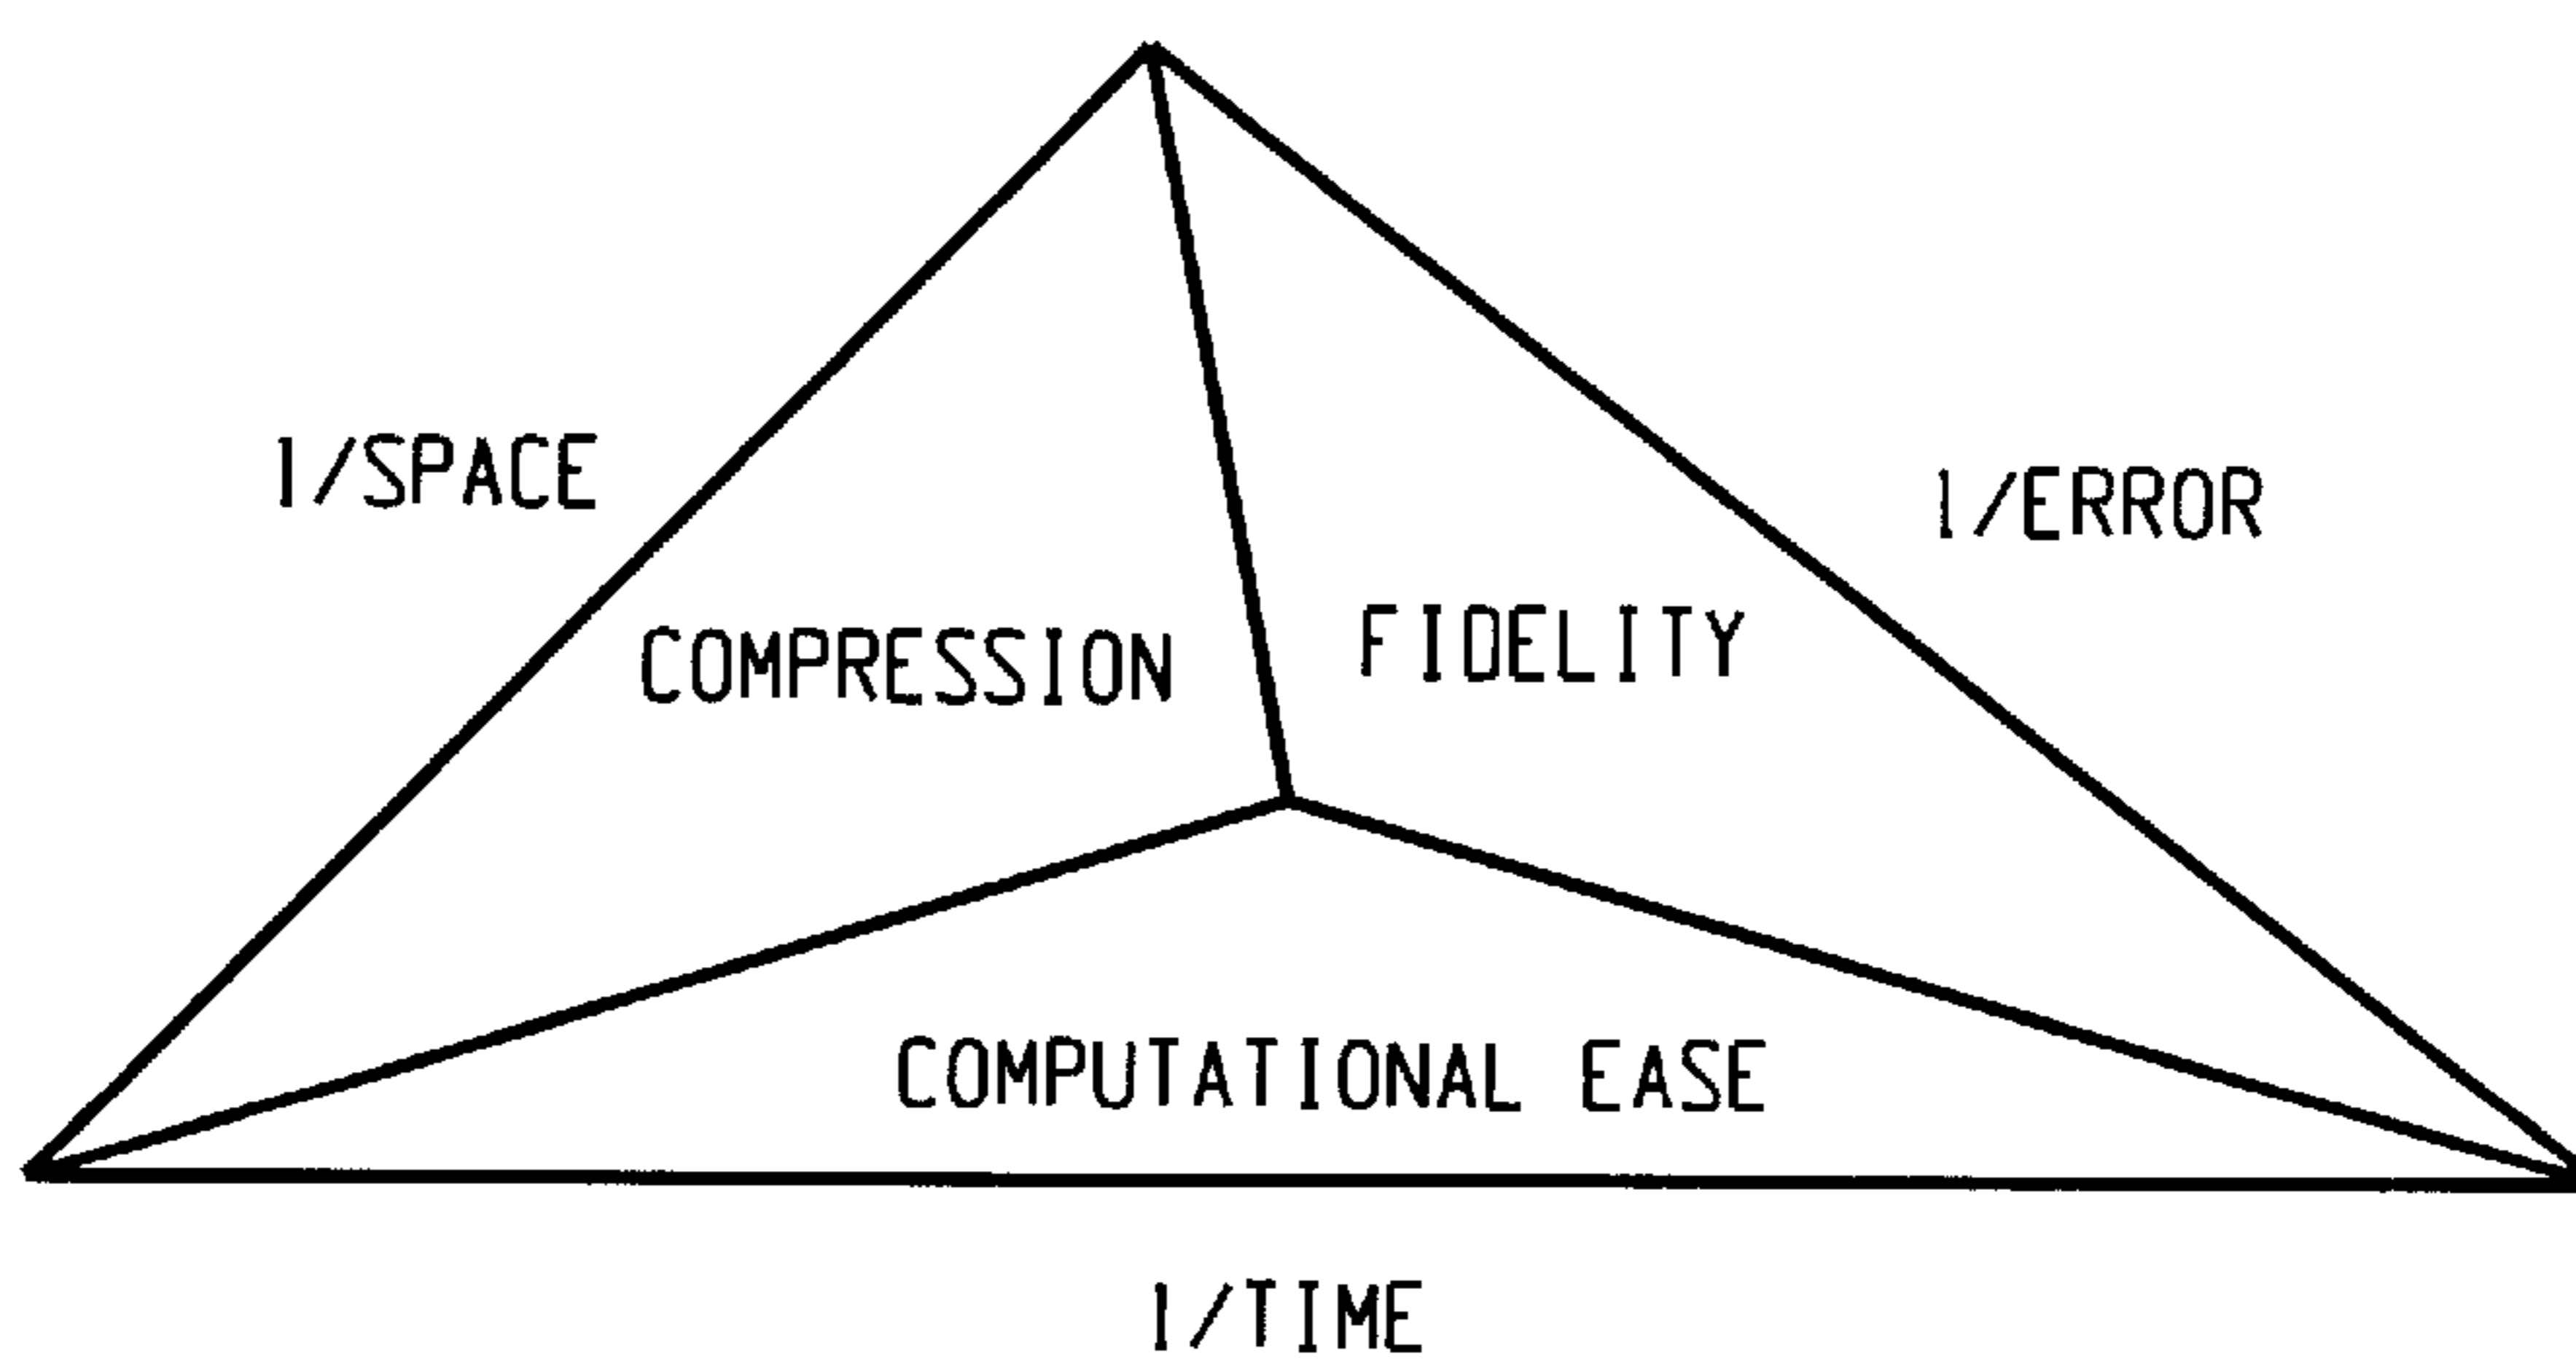 1/SPACE
1/ERROR
COMPRESSION
FIDELITY
COMPUTATIONAL EASE
1/TIME